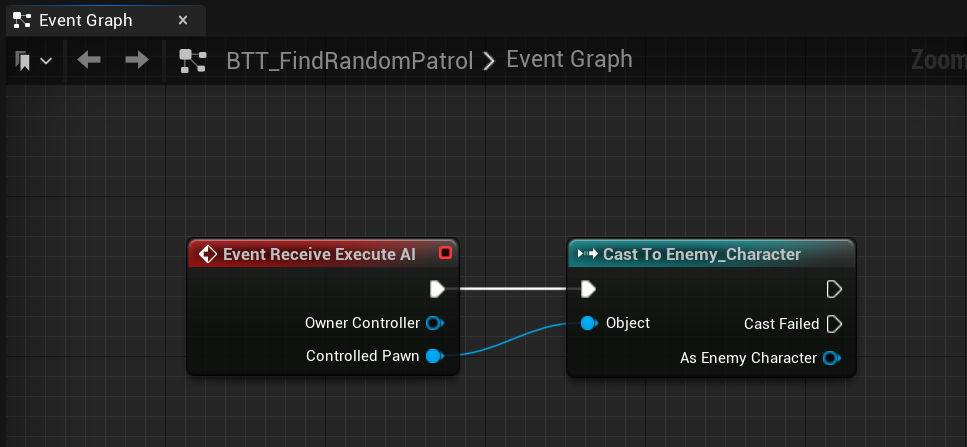 Event Graph
BTT_FindRandomPatrol
Event Graph
Zoom
Event Receive Execute AI
Owner Controller
Controlled Pawn
Cast To Enemy_Character
Object
Cast Failed
As Enemy Character